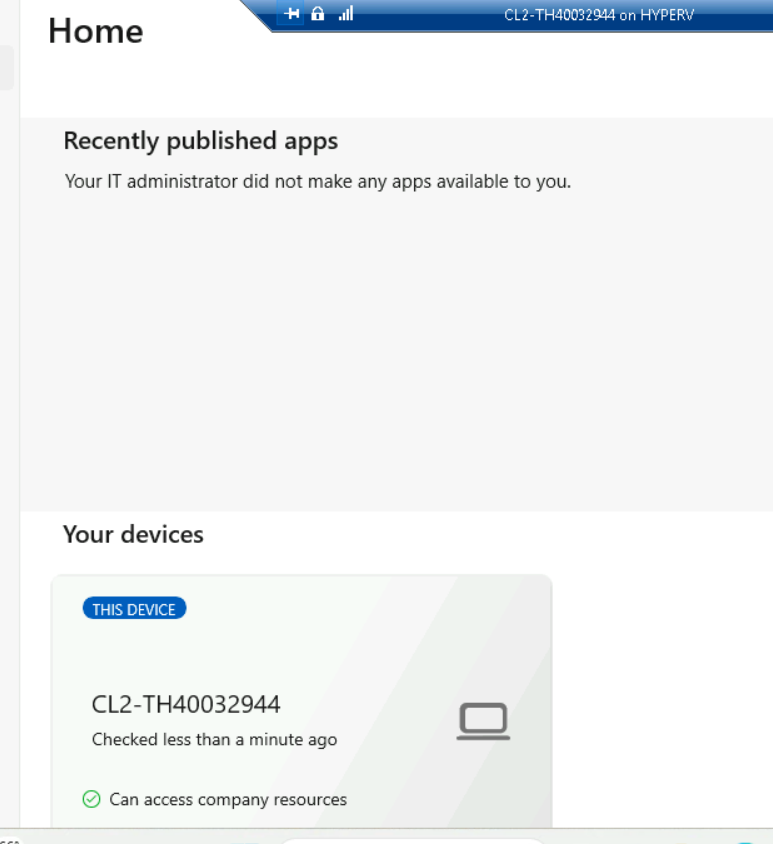 Home
CL2-TH40032944 on HYPERV
Recently published apps
Your IT administrator did not make any apps available to you.
Your devices
THIS DEVICE
CL2-TH40032944
Checked less than a minute ago
Can access company resources